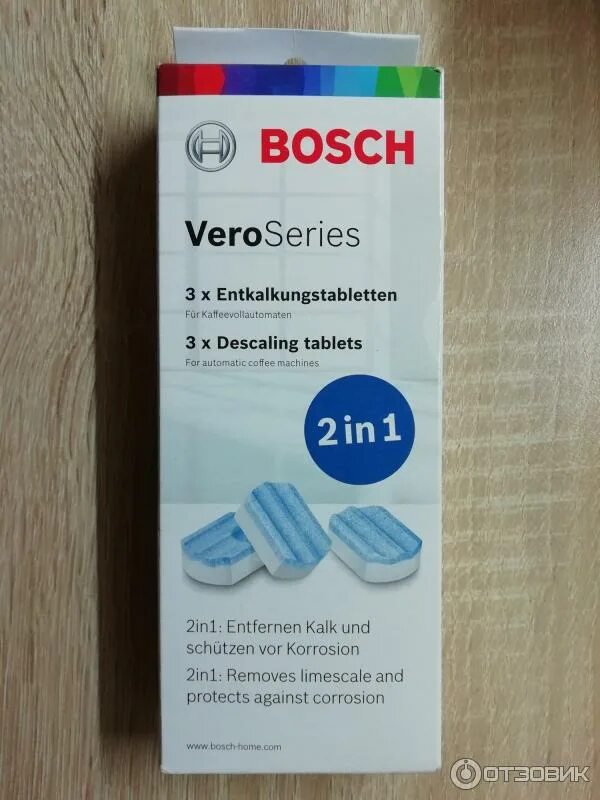 BOSCH
VeroSeries
3 x Entkalkungstabletten
Für Kaffeevollautomaten
3 x Descaling tablets
For automatic coffee machines
2 in 1
2in1: Entfernen Kalk und
schützen vor Korrosion
2in1: Removes limescale and
protects against corrosion
www.bosch-home.com
ОТЗОВИК